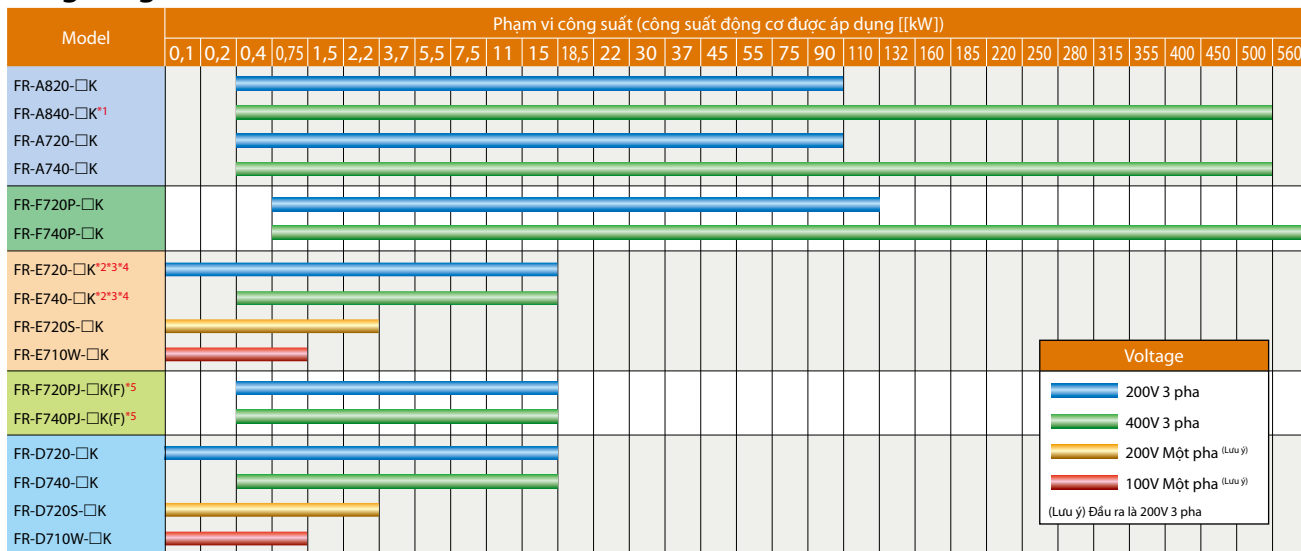 Phạm vi công suất (công suất động cơ được áp dụng [[kW])
Model
0,1 0,2 0,4 0,75 1,5 2,2 3,7 5,5 7,5 11 15 18,5 22 30 37 45 55 75 90 110 132 160 185 220 250 280 315 355 400 450 500 560
FR-A820-□K
FR-A840-□K*1
FR-A720-□K
FR-A740-□K
FR-F720P-□K
FR-F740P-□K
FR-E720-□K*2*3*4
FR-E740-□K*2*3*4
FR-E720S-□K
FR-E710W-□K
FR-F720PJ-□K(F)*5
FR-F740PJ-□K(F)*5
FR-D720-□K
FR-D740-□K
FR-D720S-□K
FR-D710W-□K
Voltage
200V 3 pha
400V 3 pha
200V Một pha (Lưu ý)
100V Một pha (Lưu ý)
(Lưu ý) Đầu ra là 200V 3 pha